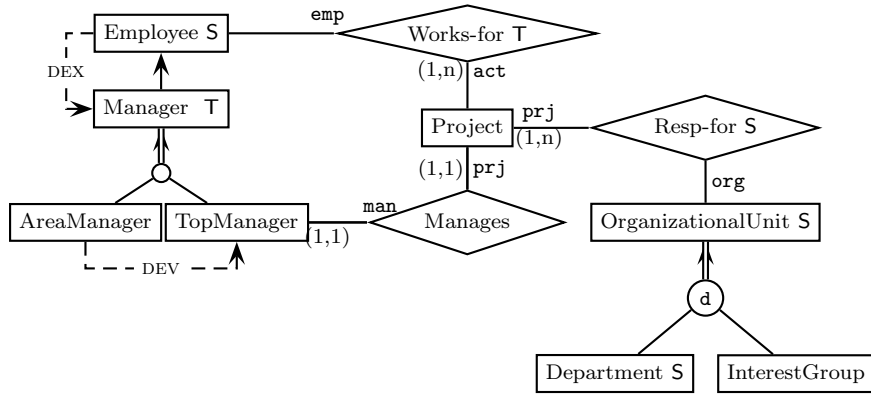 emp
Employee S
Works-for T
DEX
(1,n) act
Manager T
prj
Project
Resp-for S
(1,n)
(1,1) prj
org
man
AreaManager
TopManager
Manages
OrganizationalUnit S
(1,1)
DEV
d
Department S
InterestGroup